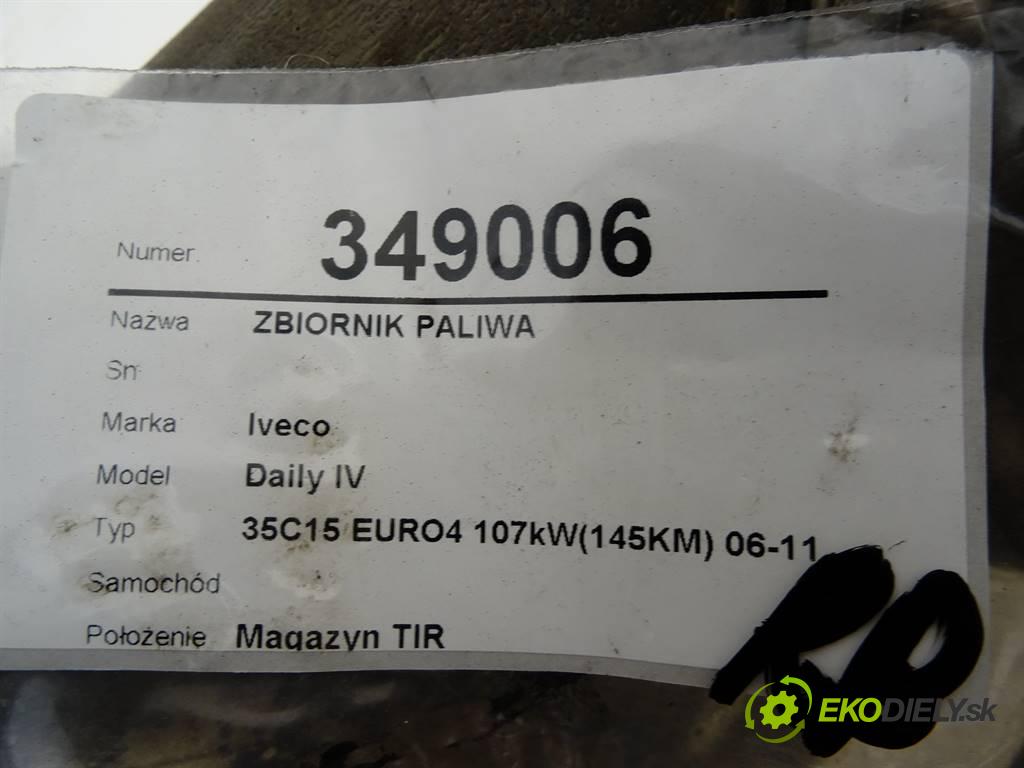 Numer 349006
Nazwa ZBIORNIK PALIWA
Sn
Marka Iveco
Model Daily IV
Typ 35C15 EURO4 107kW(145KM) 06-11
Samochód
Położenie Magazyn TIR
EKODIELY.sk